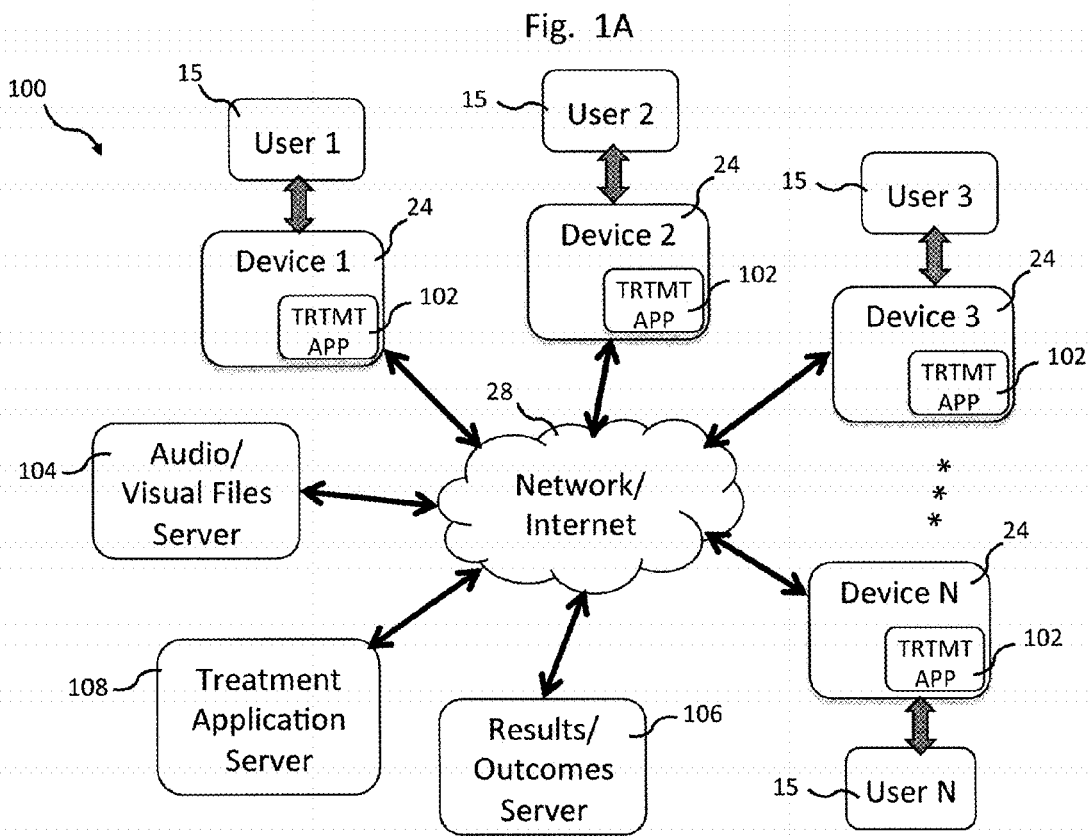 Fig. 1A
100
15
User 1
15
User 2
15
User 3
24
Device 1
102
TRTMT
APP
24
Device 2
102
TRTMT
APP
24
Device 3
102
TRTMT
APP
28
Network/
Internet
104
Audio/
Visual Files
Server
*
*
*
24
Device N
102
TRTMT
APP
108
Treatment
Application
Server
106
Results/
Outcomes
Server
15
User N